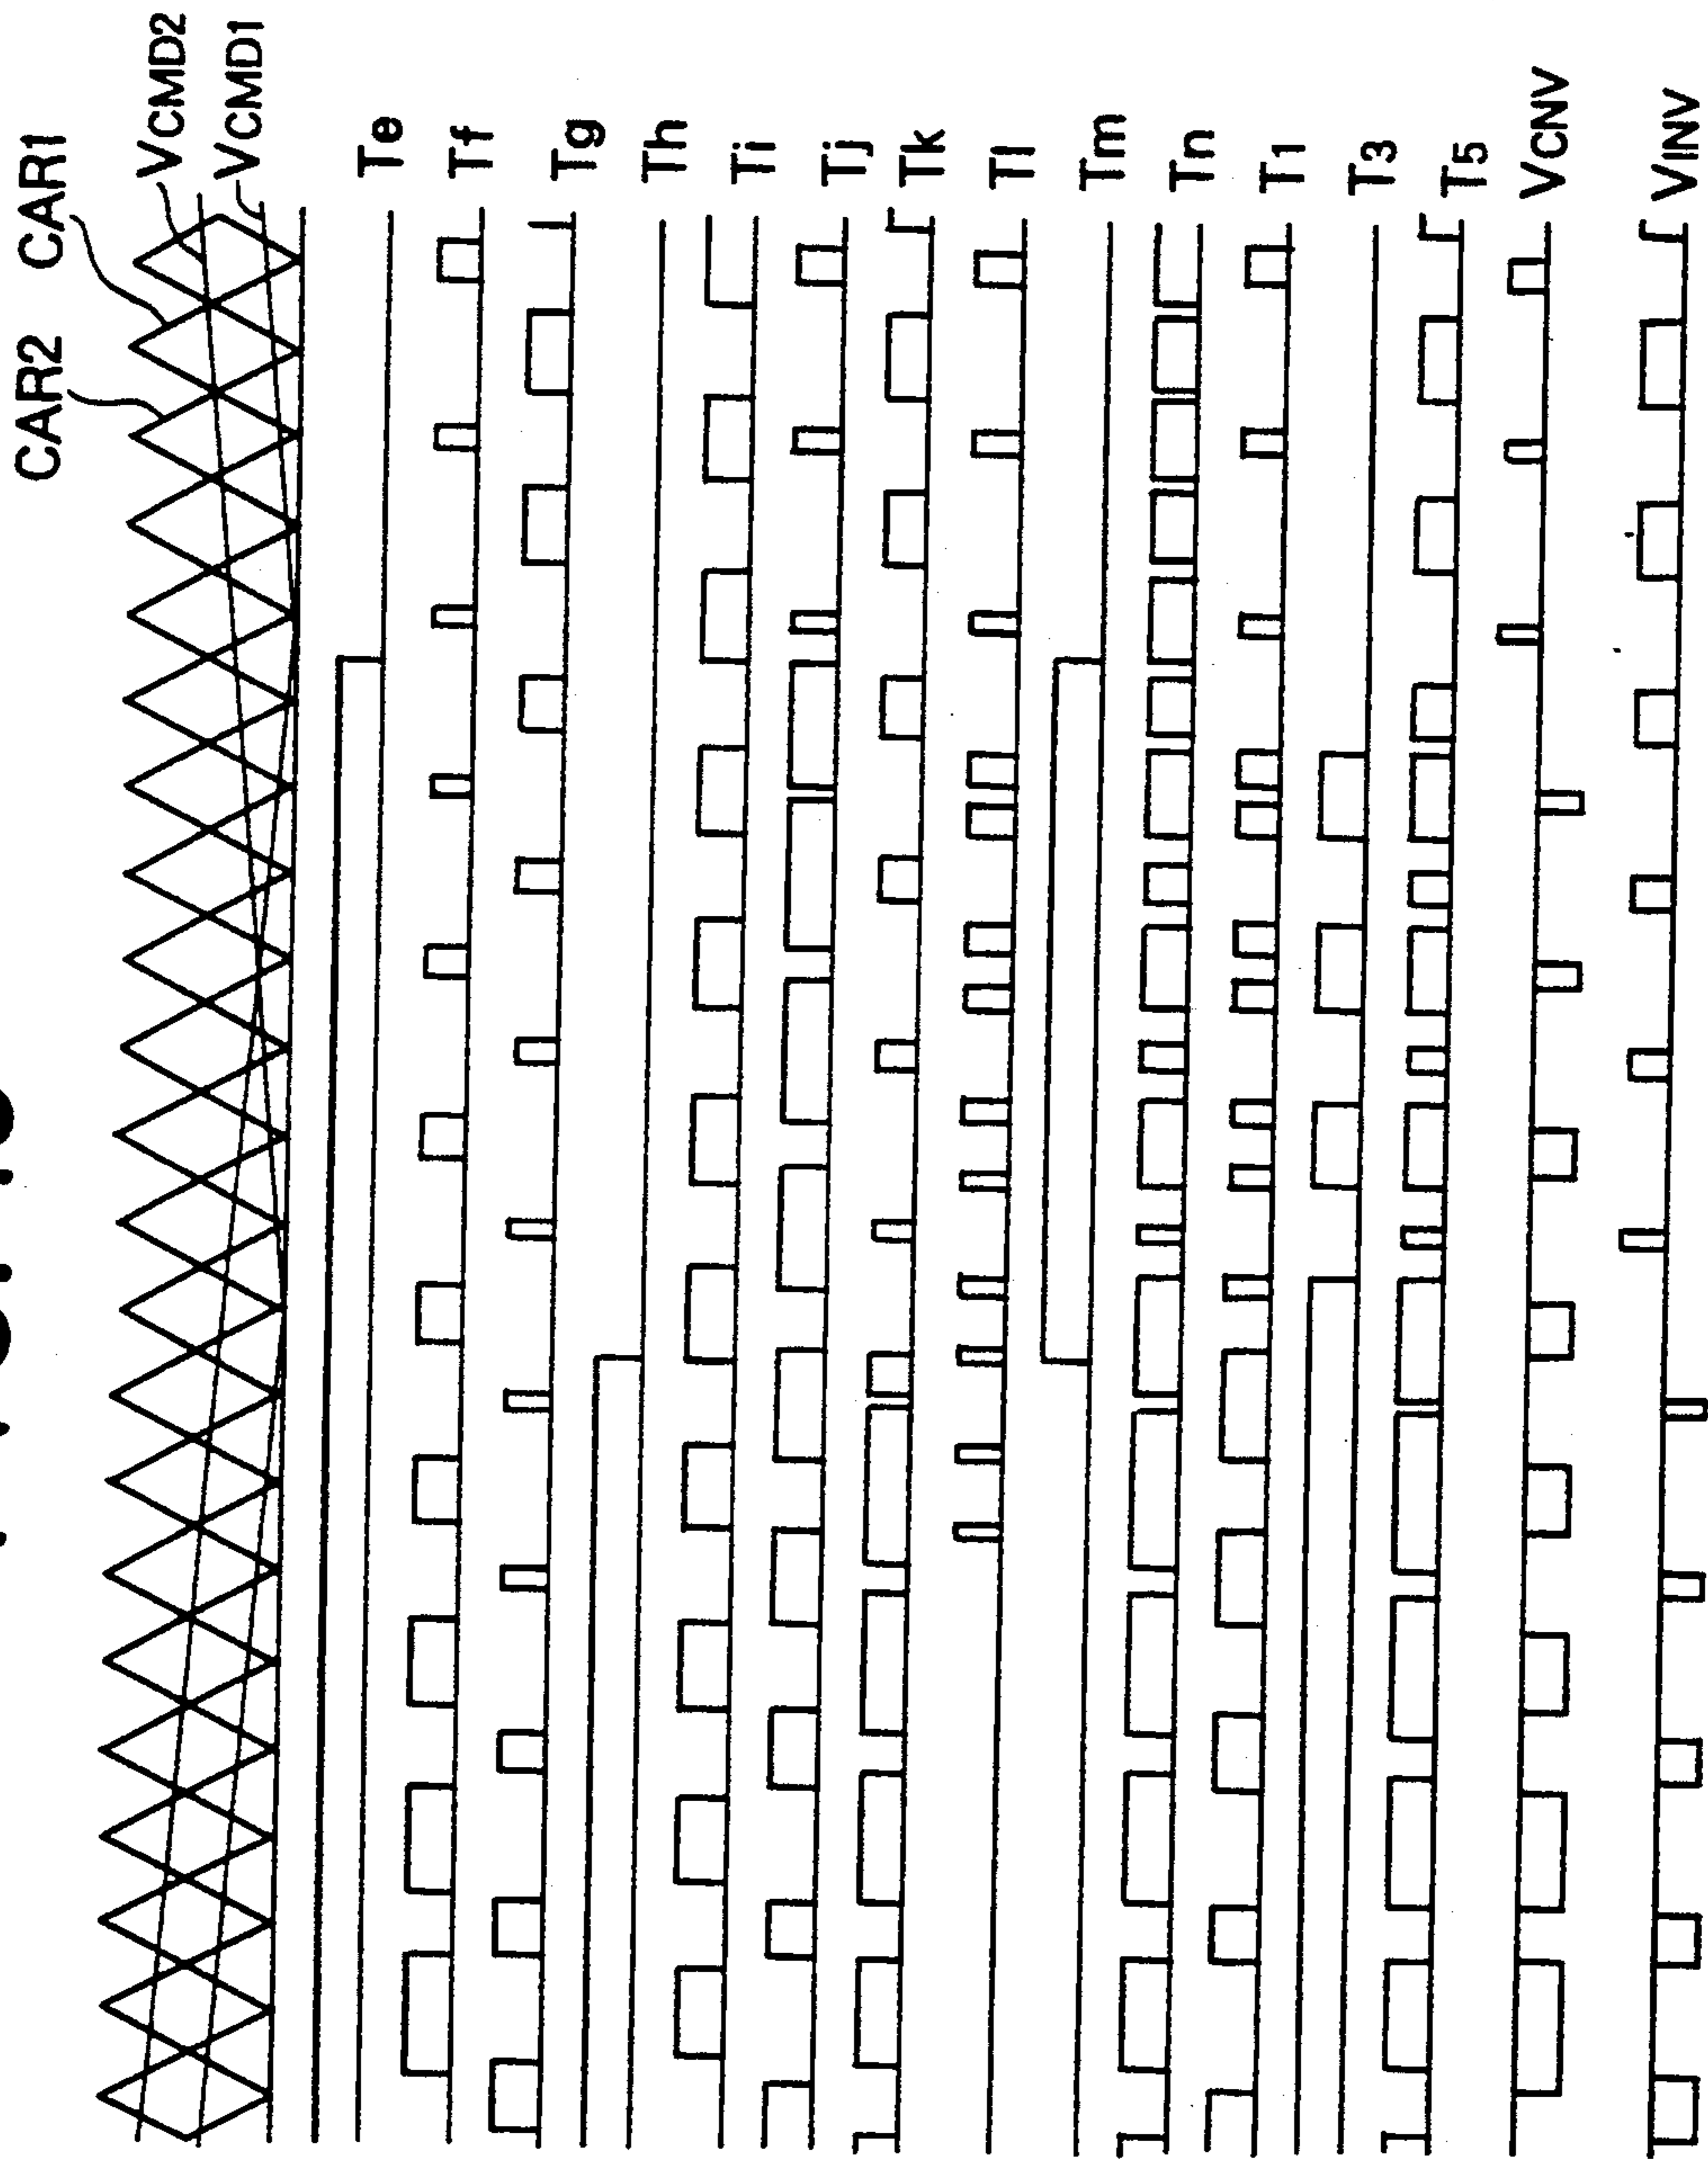 CAR2
CAR1
VCMD2
VCMD1
Te
Tf
Tg
Th
Ti
Tj
Tk
Tl
Tm
Tn
T1
T3
T5
VCNV
VINV